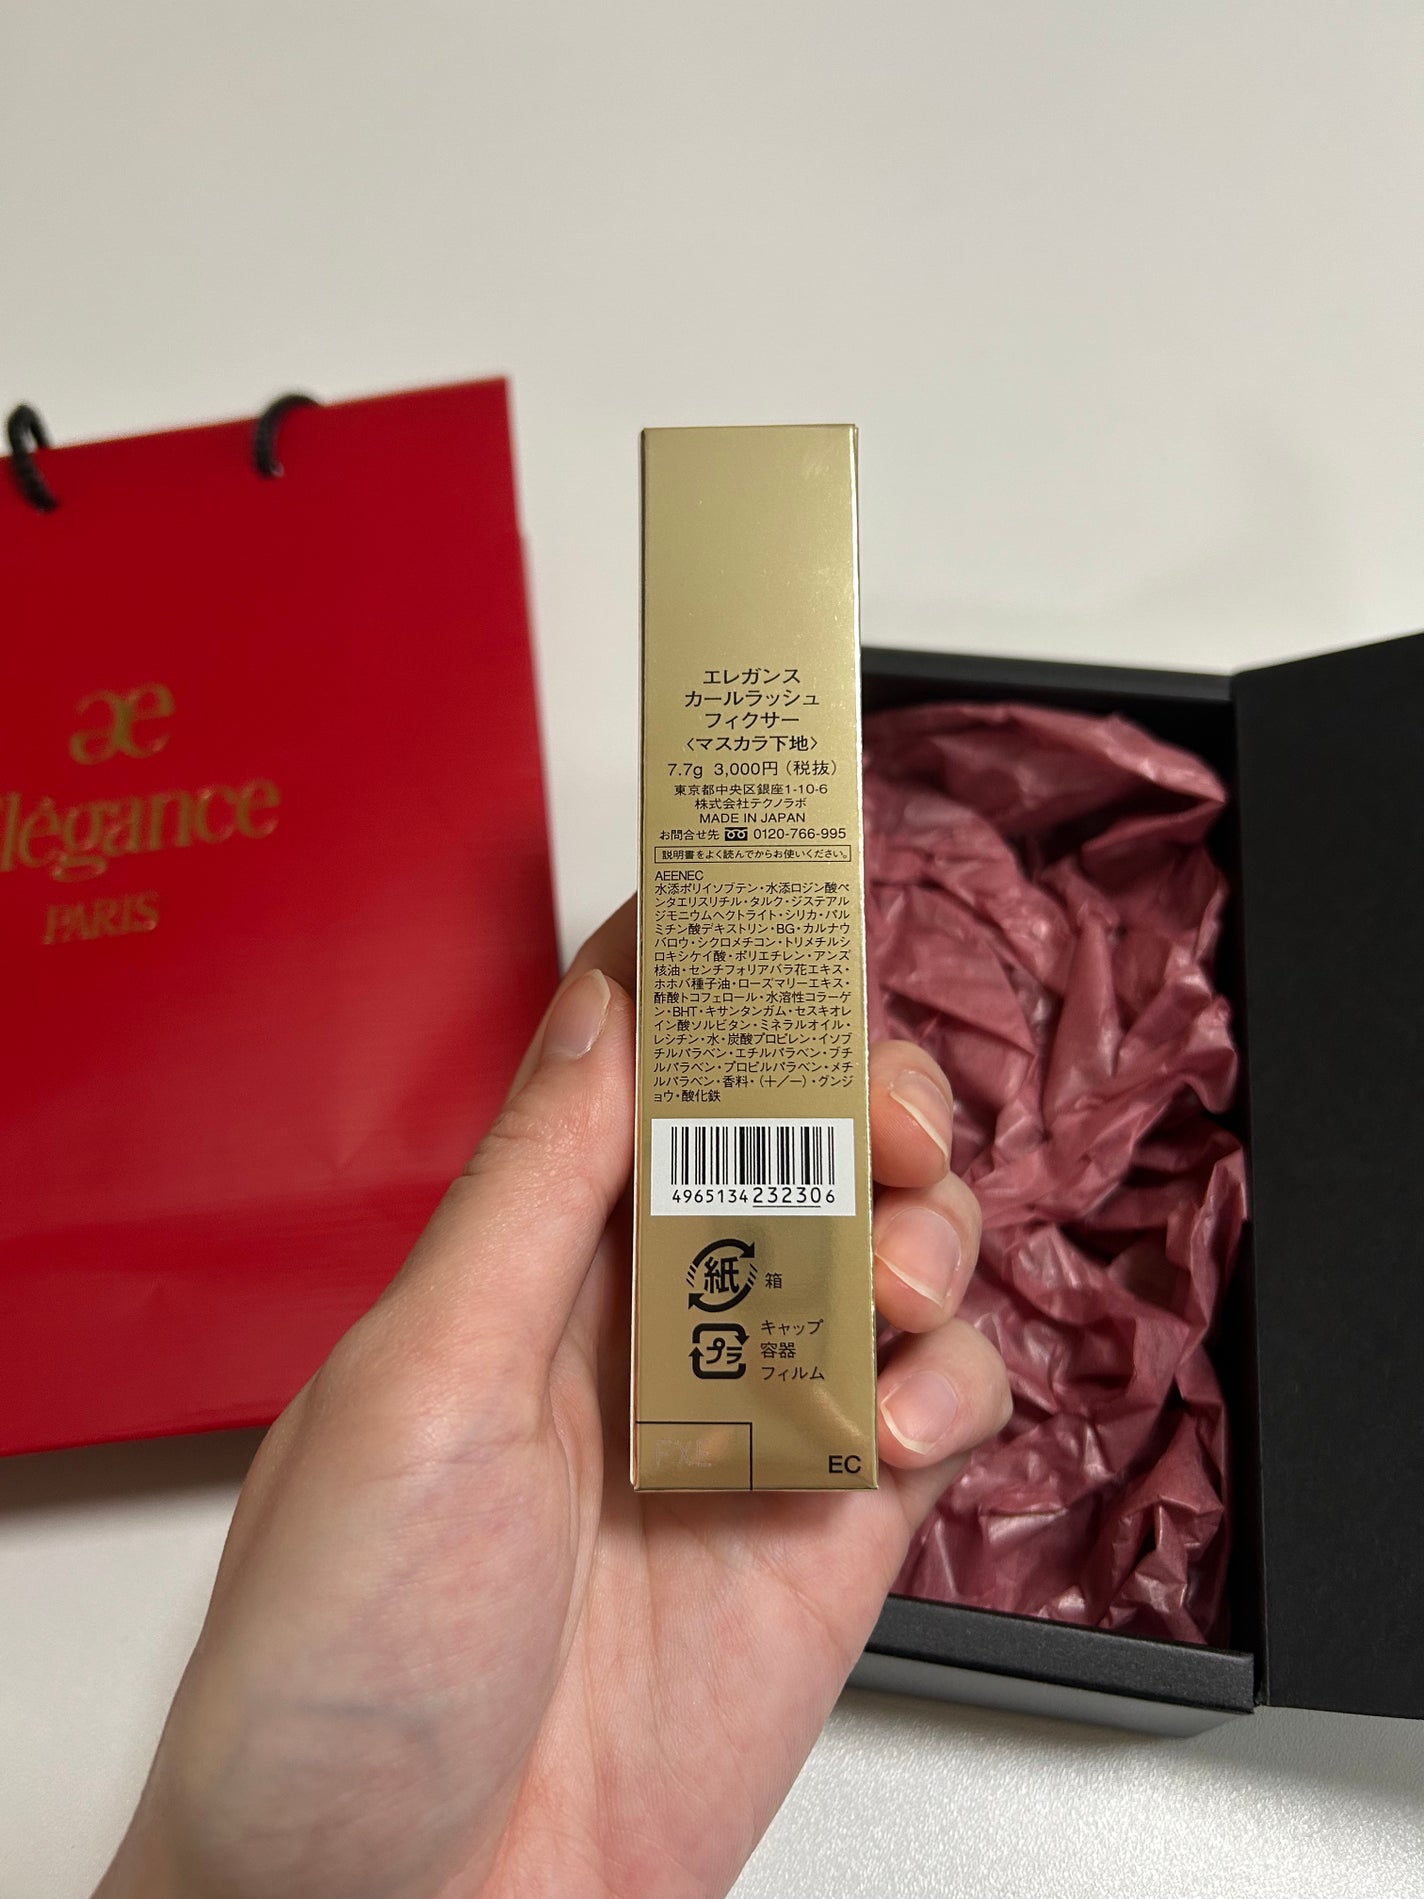 æ
élégance
PARIS
エレガンス
カールラッシュ
フィクサー
〈マスカラ下地〉
7.7g 3,000円(税抜)
東京都中央区銀座1-10-6
株式会社テクノラボ
MADE IN JAPAN
お問合せ先 0120-766-995
説明書をよく読んでからお使いください。
AEENEC
水添ポリイソブテン・水添ロジン酸ペ
ンタエリスリチル・タルク・ジステアル
ジモニウムヘクトライト・シリカ・パル
ミチン酸デキストリン・BG・カルナウ
バロウ・シクロメチコン・トリメチルシ
ロキシケイ酸・ポリエチレン・アンズ
核油・センチフォリアバラ花エキス・
ホホバ種子油・ローズマリーエキス・
酢酸トコフェロール・水溶性コラーゲ
ン・BHT・キサンタンガム・セスキオレ
イン酸ソルビタン・ミネラルオイル・
レシチン・水・炭酸プロピレン・イソブ
チルパラベン・エチルパラベン・ブチ
ルパラベン・プロピルパラベン・メチ
ルパラベン・香料・(+/-)・グンジ
ョウ・酸化鉄
4965134232306
紙 箱
プラ キャップ
容器
フィルム
EC